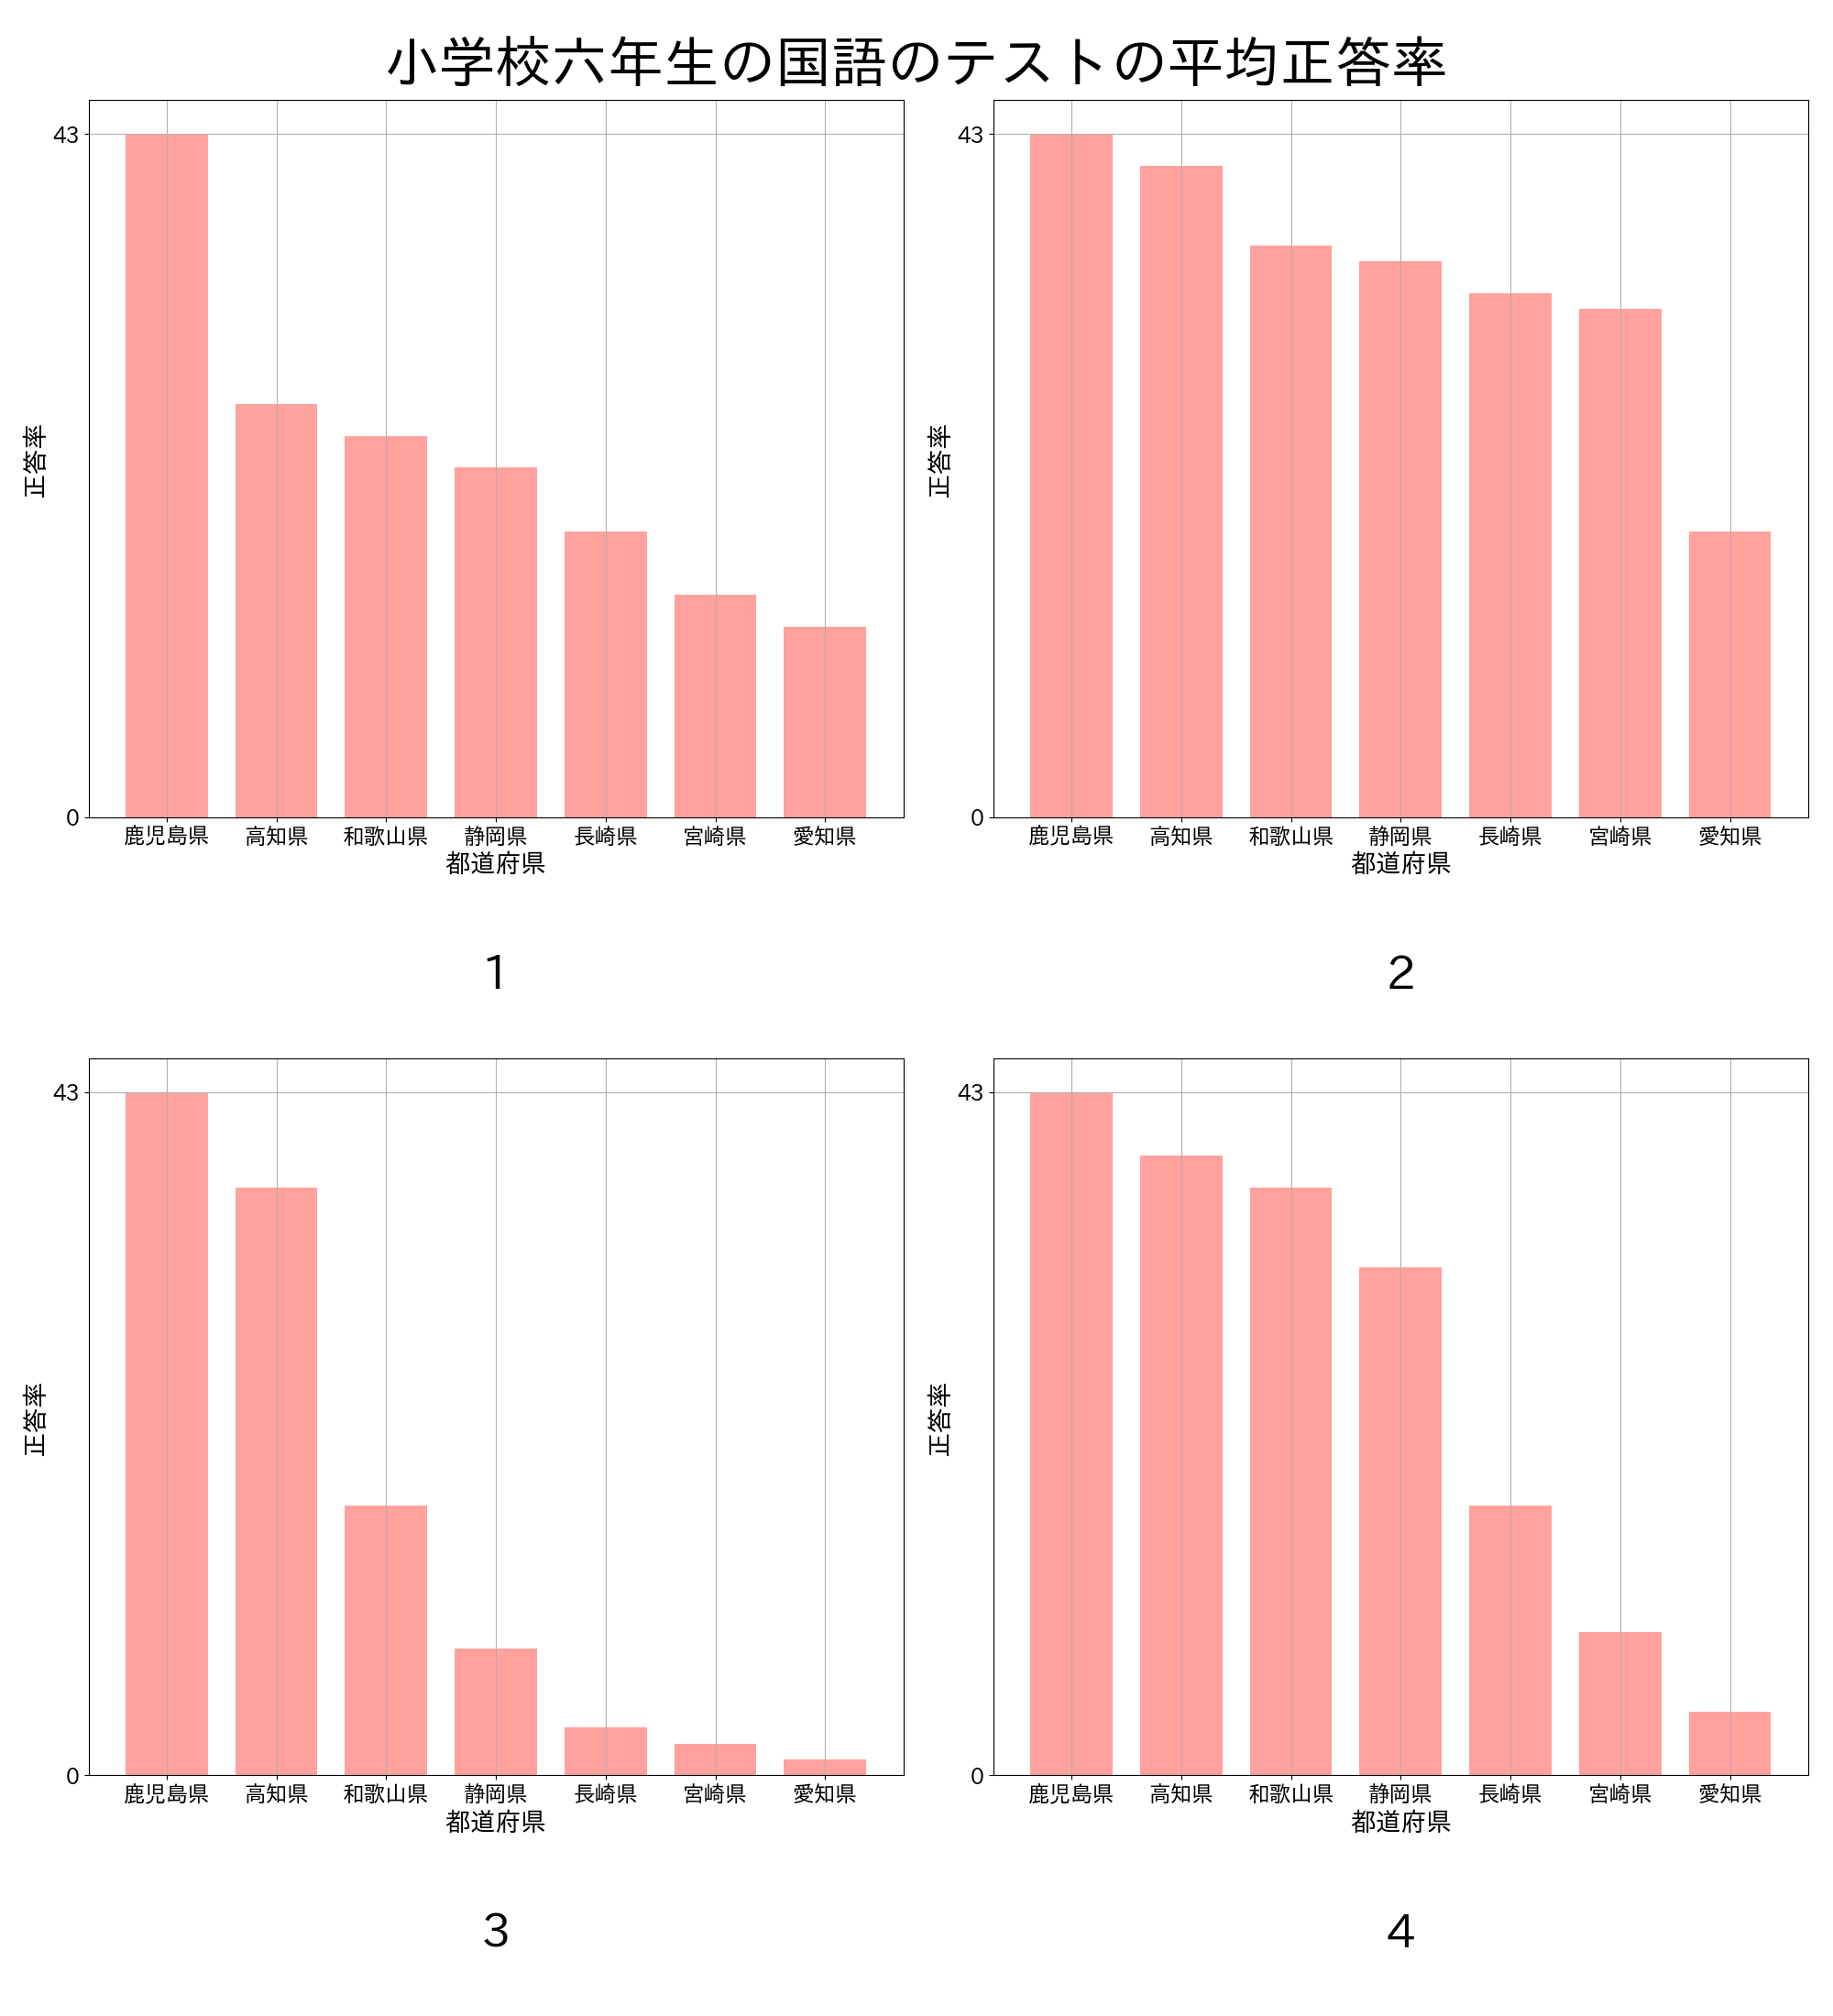 小学校六年生の国語のテストの平均正答率
43
正答率
0
鹿児島県 高知県 和歌山県 静岡県 長崎県 宮崎県 愛知県
都道府県
1
43
正答率
0
鹿児島県 高知県 和歌山県 静岡県 長崎県 宮崎県 愛知県
都道府県
2
43
正答率
0
鹿児島県 高知県 和歌山県 静岡県 長崎県 宮崎県 愛知県
都道府県
3
43
正答率
0
鹿児島県 高知県 和歌山県 静岡県 長崎県 宮崎県 愛知県
都道府県
4